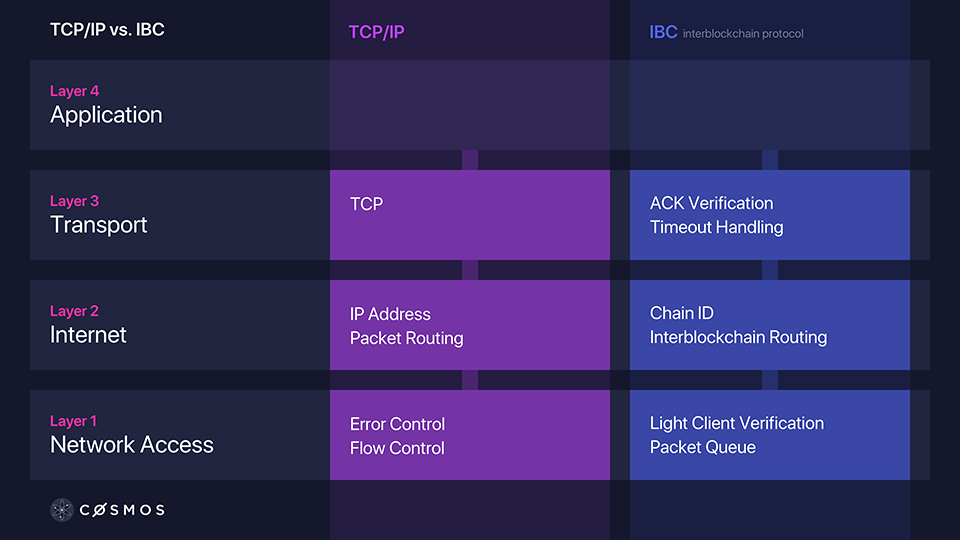 TCP/IP vs. IBC
TCP/IP
IBC interblockchain protocol
Layer 4
Application
Layer 3
Transport
TCP
ACK Verification
Timeout Handling
Layer 2
Internet
IP Address
Packet Routing
Chain ID
Interblockchain Routing
Layer 1
Network Access
Error Control
Flow Control
Light Client Verification
Packet Queue
CØSMOS